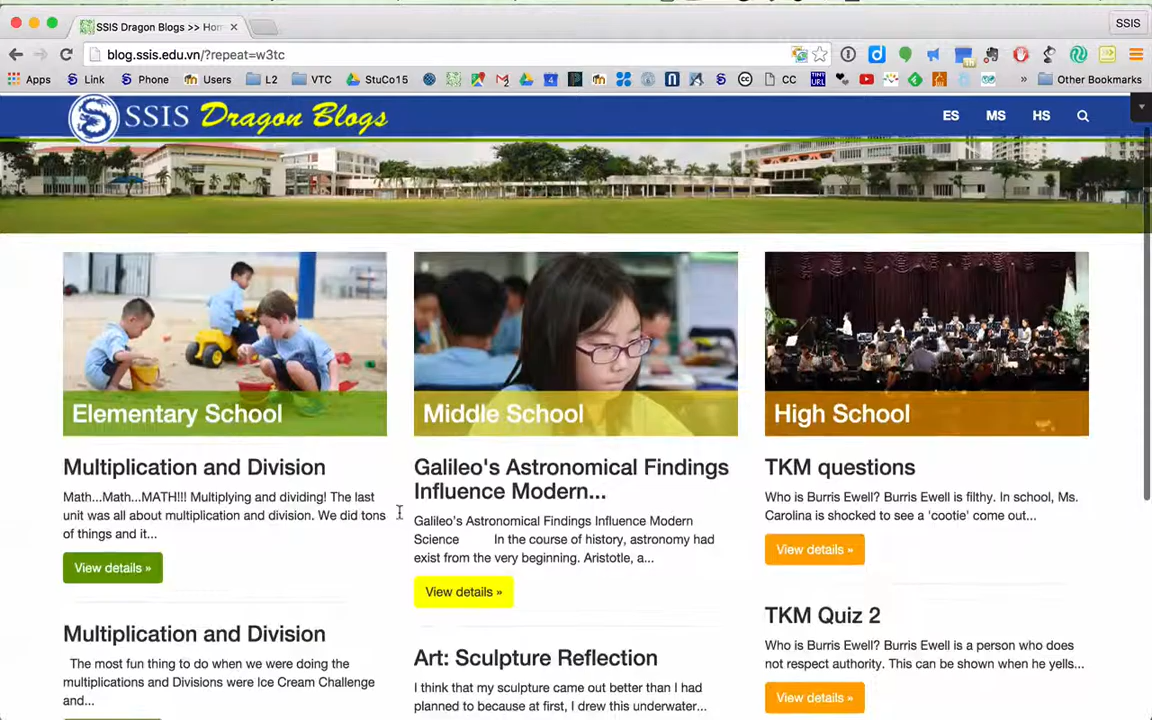 SSIS Dragon Blogs >> Hom
SSIS
blog.ssis.edu.vn/?repeat=w3tc
Apps Link Phone Users L2 VTC StuCo15 CC Other Bookmarks
SSIS Dragon Blogs
ES MS HS
Elementary School
Multiplication and Division
Math...Math...MATH!!! Multiplying and dividing! The last
unit was all about multiplication and division. We did tons
of things and it...
View details »
Multiplication and Division
The most fun thing to do when we were doing the
multiplications and Divisions were Ice Cream Challenge
and...
Middle School
Galileo's Astronomical Findings
Influence Modern...
Galileo's Astronomical Findings Influence Modern
Science In the course of history, astronomy had
exist from the very beginning. Aristotle, a...
View details »
Art: Sculpture Reflection
I think that my sculpture came out better than I had
planned to because at first, I drew this underwater...
High School
TKM questions
Who is Burris Ewell? Burris Ewell is filthy. In school, Ms.
Carolina is shocked to see a 'cootie' come out...
View details »
TKM Quiz 2
Who is Burris Ewell? Burris Ewell is a person who does
not respect authority. This can be shown when he yells...
View details »